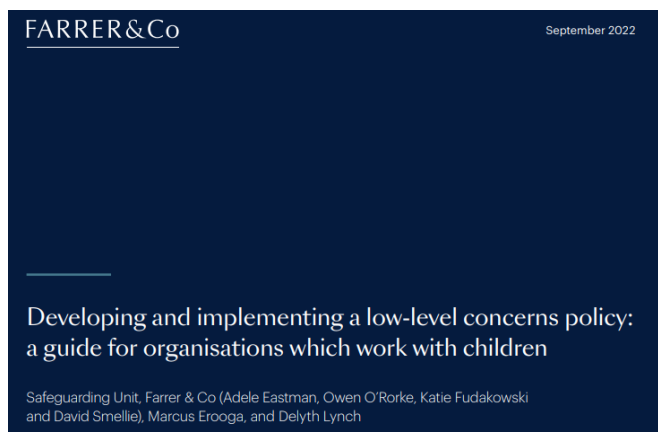 FARRER&Co
September 2022
Developing and implementing a low-level concerns policy:
a guide for organisations which work with children
Safeguarding Unit, Farrer & Co (Adele Eastman, Owen O’Rorke, Katie Fudakowski
and David Smellie), Marcus Erooga, and Delyth Lynch